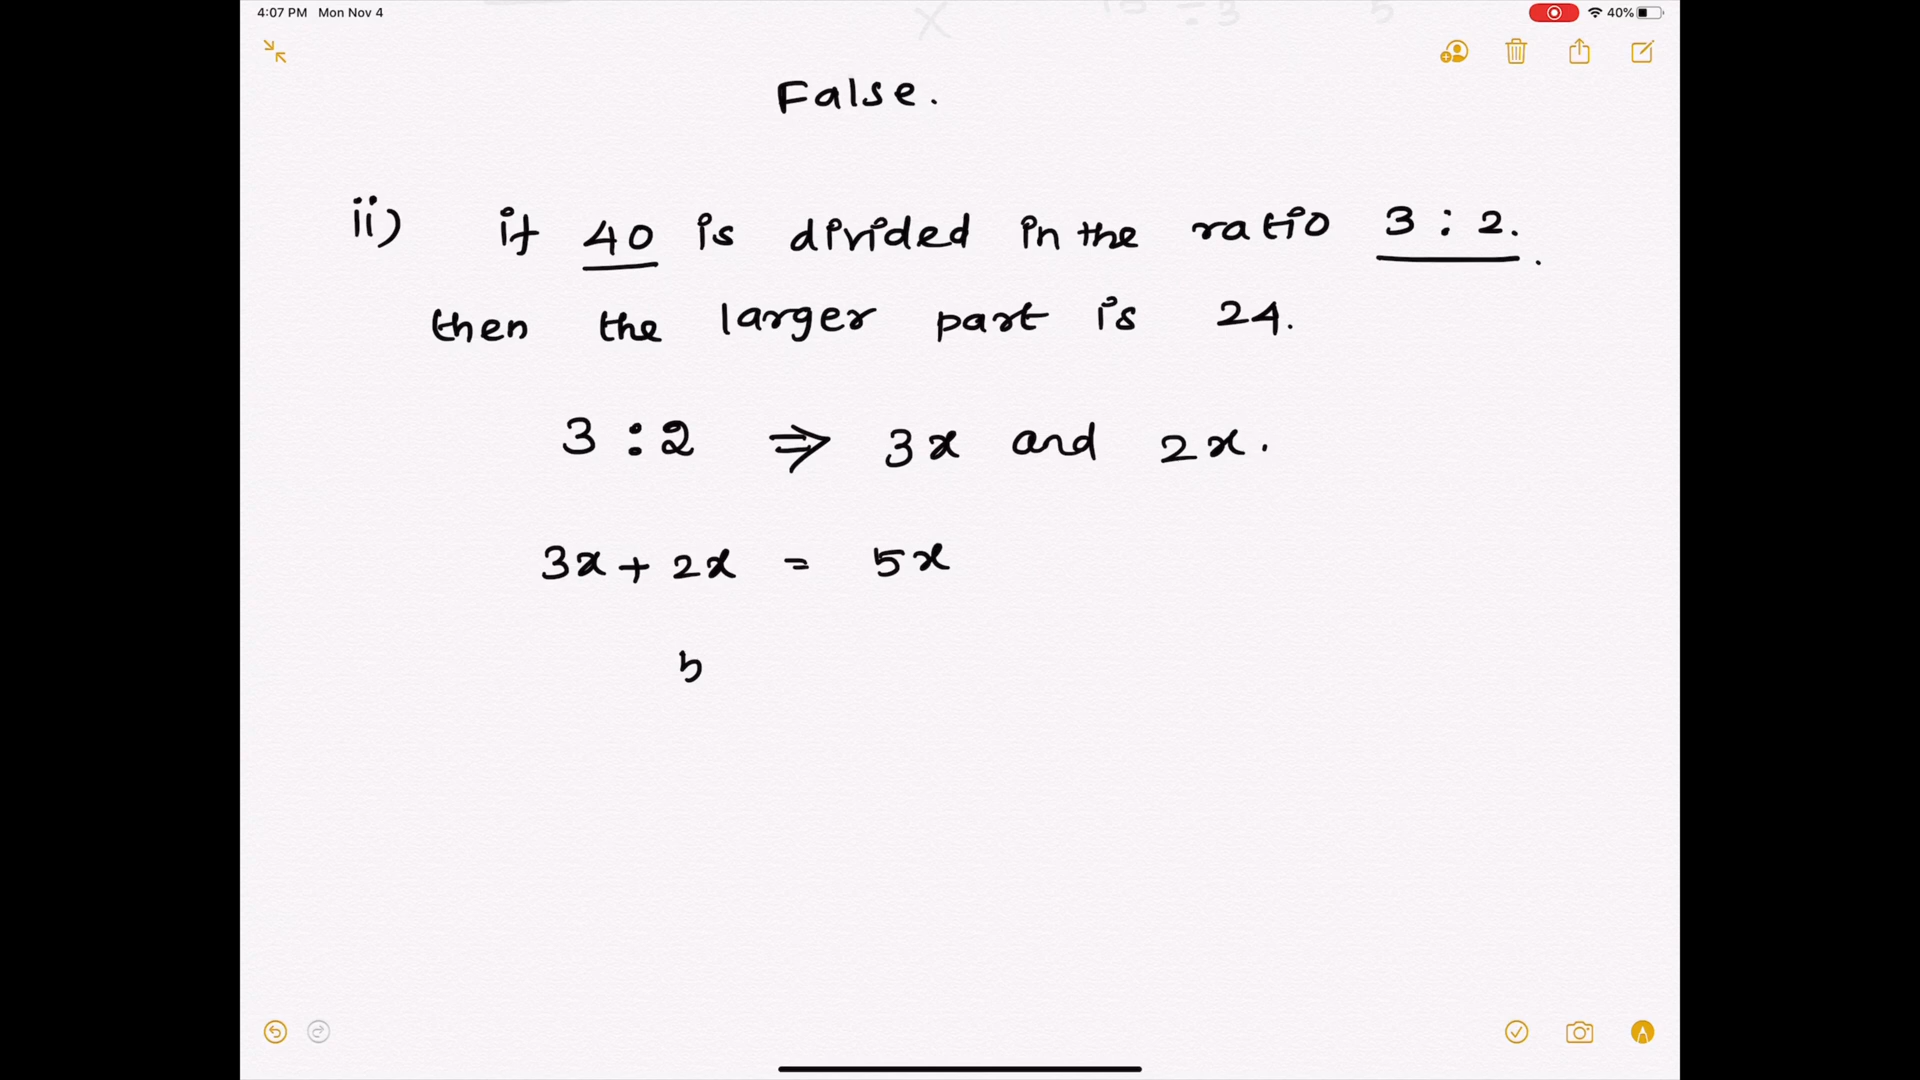 4:07 PM Mon Nov 4
40%
False.
ii) if 40 is divided in the ratio 3 : 2.
then the larger part is 24.
3 : 2 ⇒ 3x and 2x.
3x + 2x = 5x
5